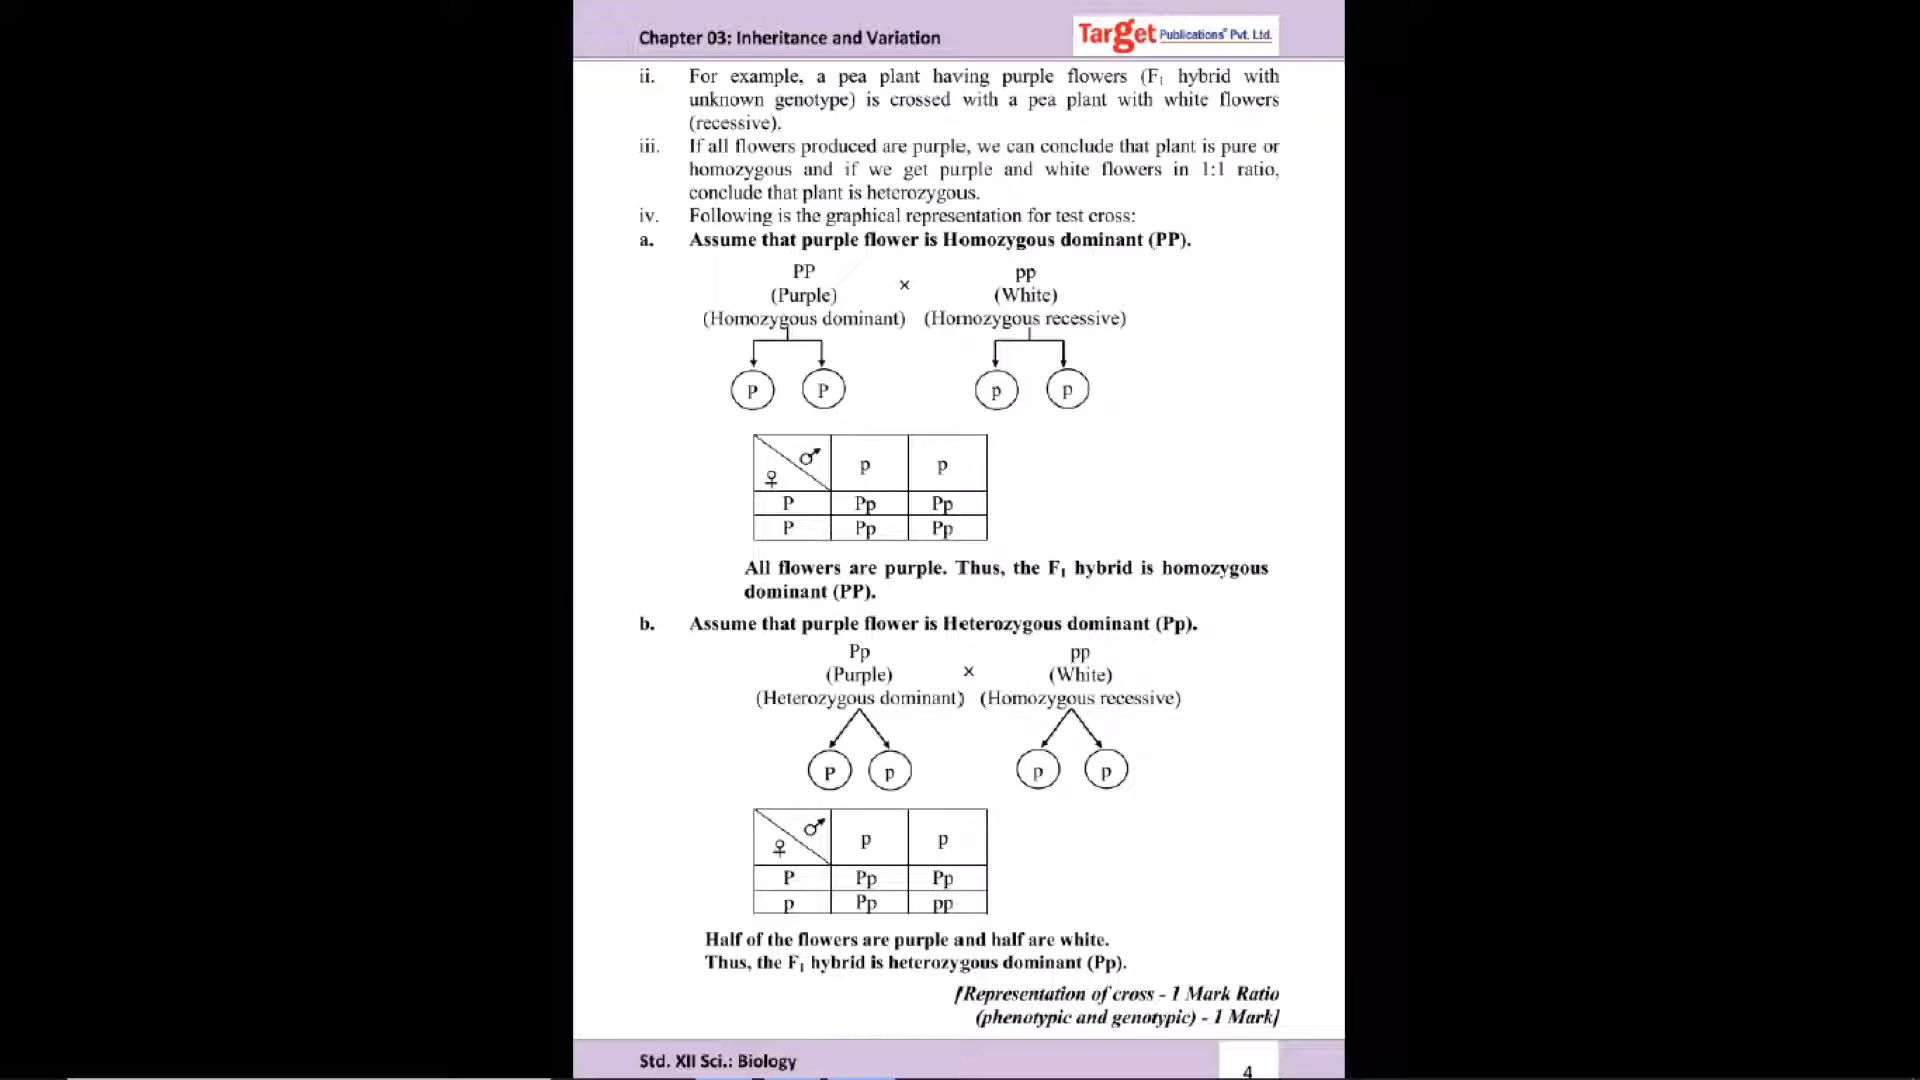 Chapter 03: Inheritance and Variation
Target Publications® Pvt. Ltd.
ii. For example, a pea plant having purple flowers (F₁ hybrid with
unknown genotype) is crossed with a pea plant with white flowers
(recessive).
iii. If all flowers produced are purple, we can conclude that plant is pure or
homozygous and if we get purple and white flowers in 1:1 ratio,
conclude that plant is heterozygous.
iv. Following is the graphical representation for test cross:
a. Assume that purple flower is Homozygous dominant (PP).
PP × pp
(Purple) (White)
(Homozygous dominant) (Homozygous recessive)
P P p p
♀ ♂ p p
P Pp Pp
P Pp Pp
All flowers are purple. Thus, the F₁ hybrid is homozygous
dominant (PP).
b. Assume that purple flower is Heterozygous dominant (Pp).
Pp × pp
(Purple) (White)
(Heterozygous dominant) (Homozygous recessive)
P p p p
♀ ♂ p p
P Pp Pp
p Pp pp
Half of the flowers are purple and half are white.
Thus, the F₁ hybrid is heterozygous dominant (Pp).
[Representation of cross - 1 Mark Ratio
(phenotypic and genotypic) - 1 Mark]
Std. XII Sci.: Biology
4